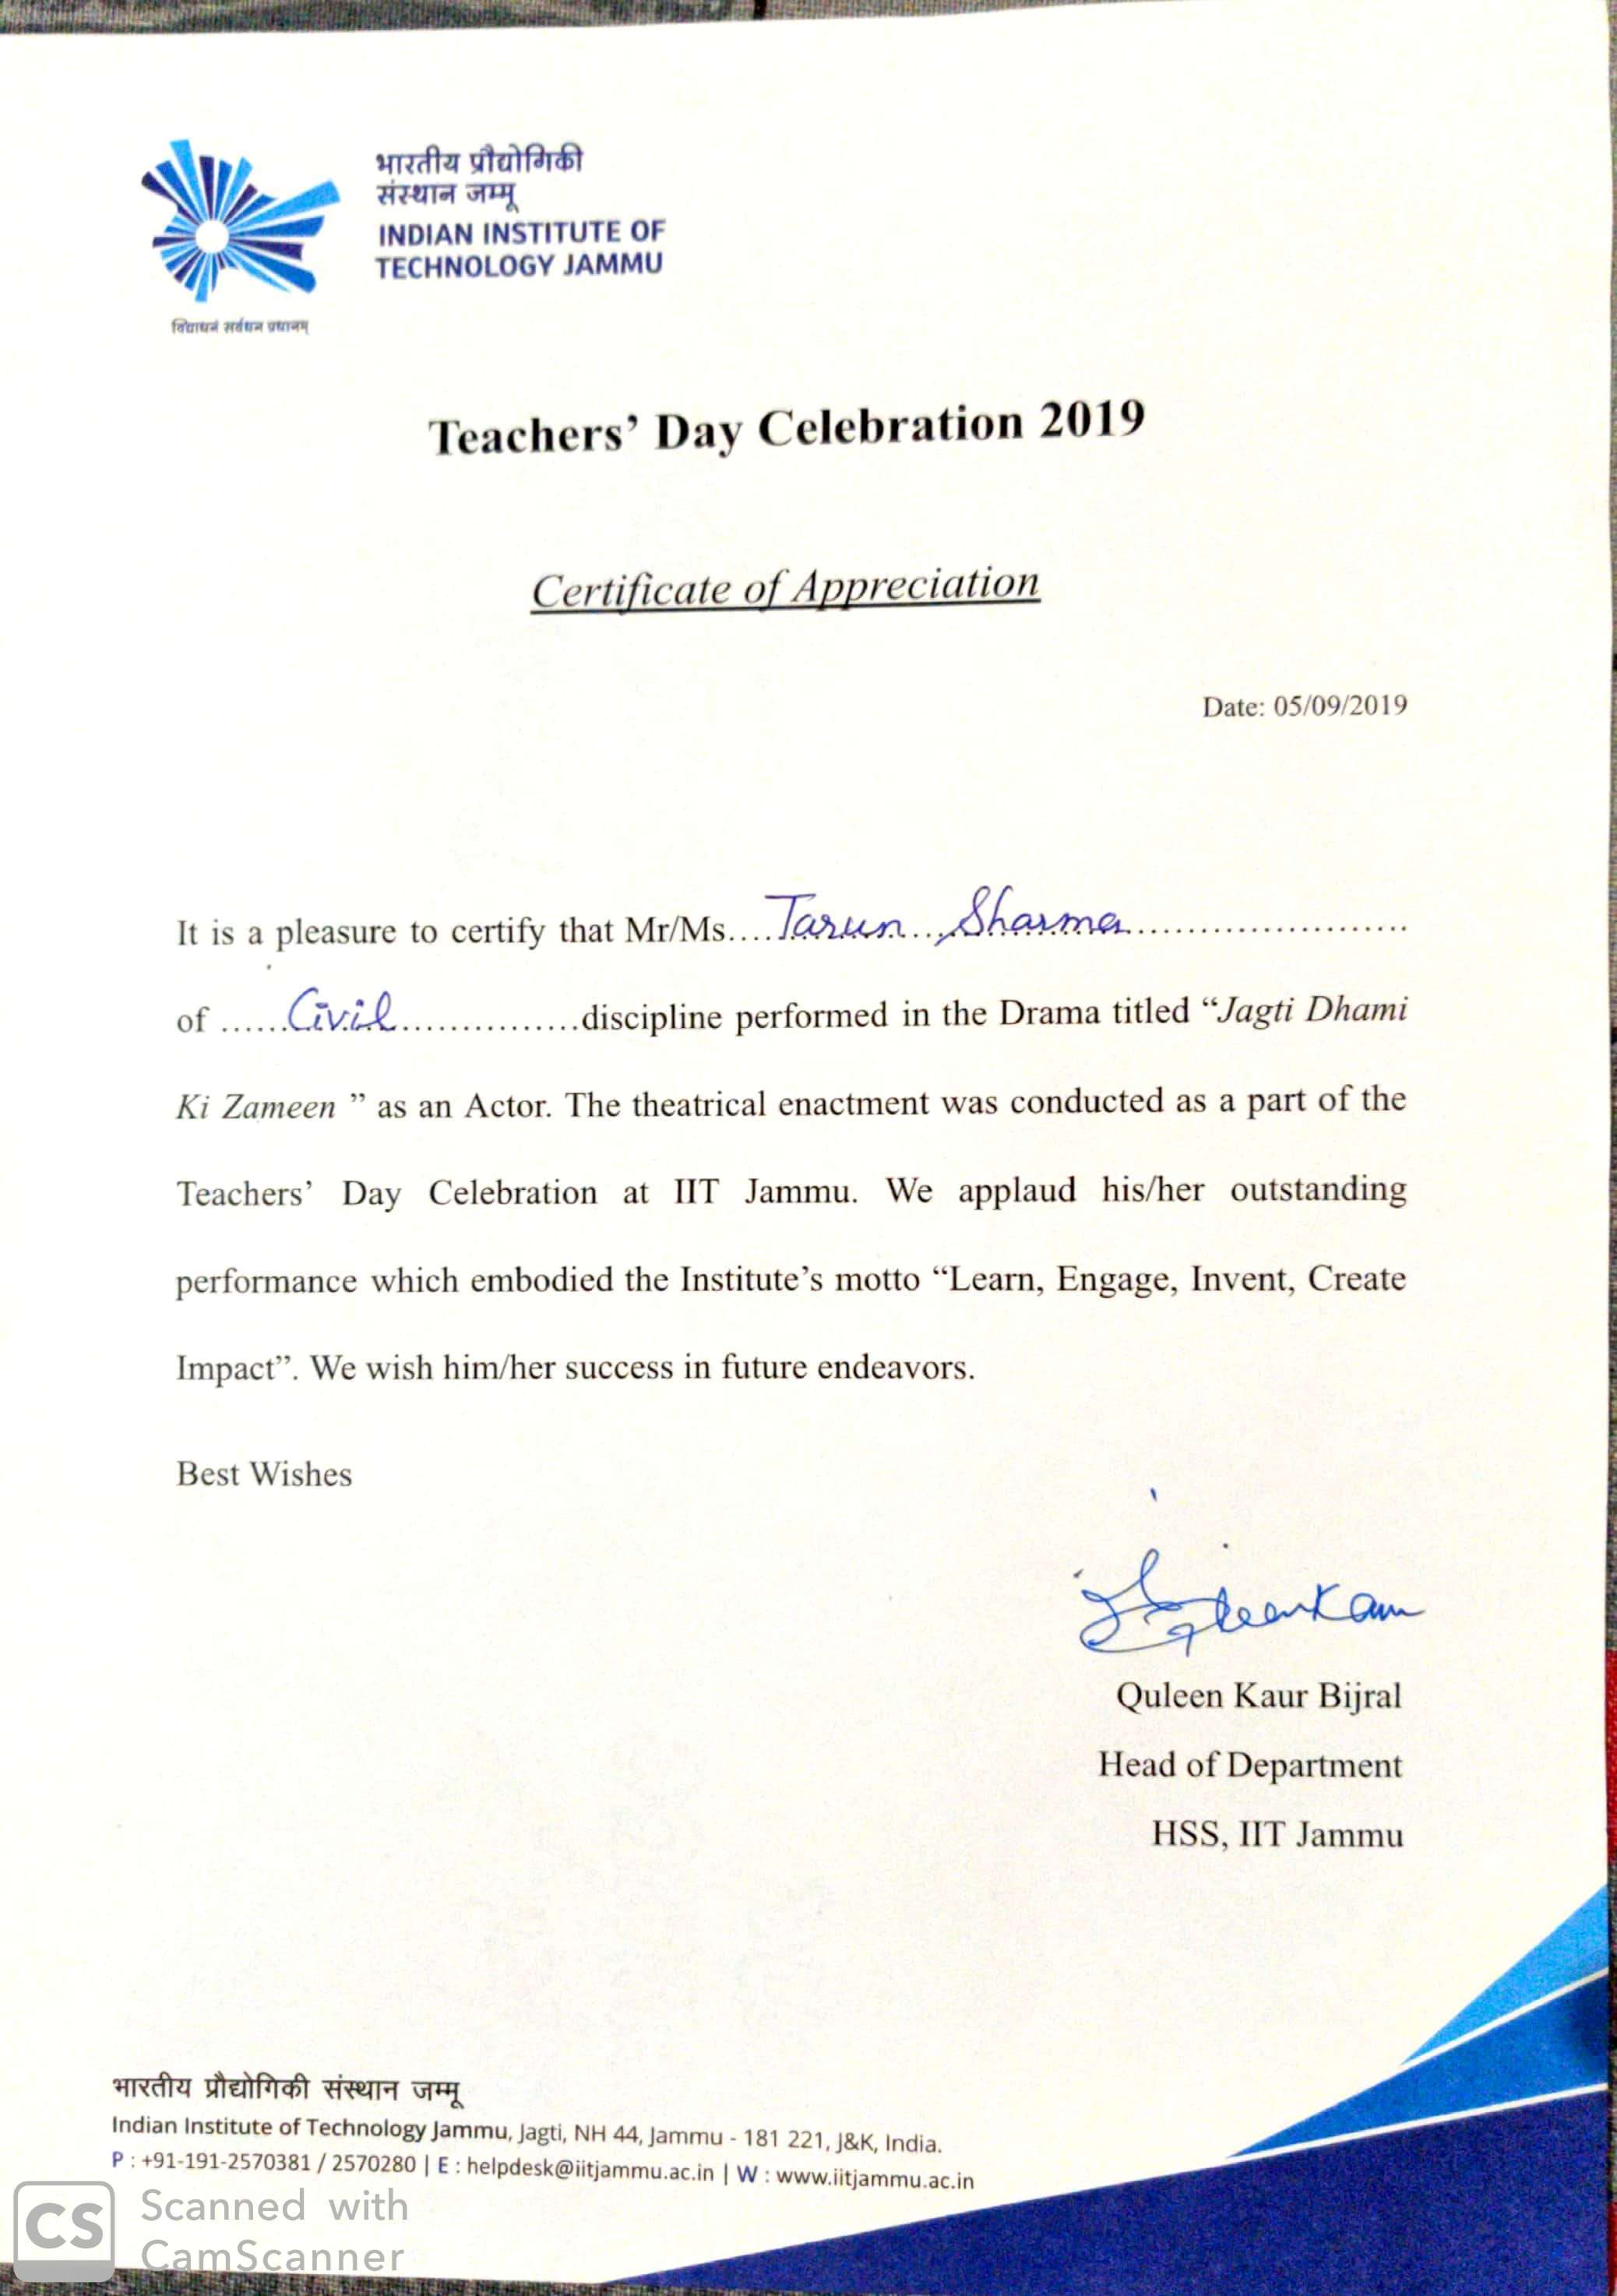 भारतीय प्रौद्योगिकी
संस्थान जम्मू
INDIAN INSTITUTE OF
TECHNOLOGY JAMMU
विद्याधनं सर्वधन प्रधानम्
Teachers’ Day Celebration 2019
Certificate of Appreciation
Date: 05/09/2019
It is a pleasure to certify that Mr/Ms....Tarun Sharma..............................
of ......Civil...............discipline performed in the Drama titled “Jagti Dhami
Ki Zameen ” as an Actor. The theatrical enactment was conducted as a part of the
Teachers’ Day Celebration at IIT Jammu. We applaud his/her outstanding
performance which embodied the Institute’s motto “Learn, Engage, Invent, Create
Impact”. We wish him/her success in future endeavors.
Best Wishes
Quleen Kaur Bijral
Head of Department
HSS, IIT Jammu
भारतीय प्रौद्योगिकी संस्थान जम्मू
Indian Institute of Technology Jammu, Jagti, NH 44, Jammu - 181 221, J&K, India.
P : +91-191-2570381 / 2570280 | E : helpdesk@iitjammu.ac.in | W : www.iitjammu.ac.in
CS Scanned with
CamScanner